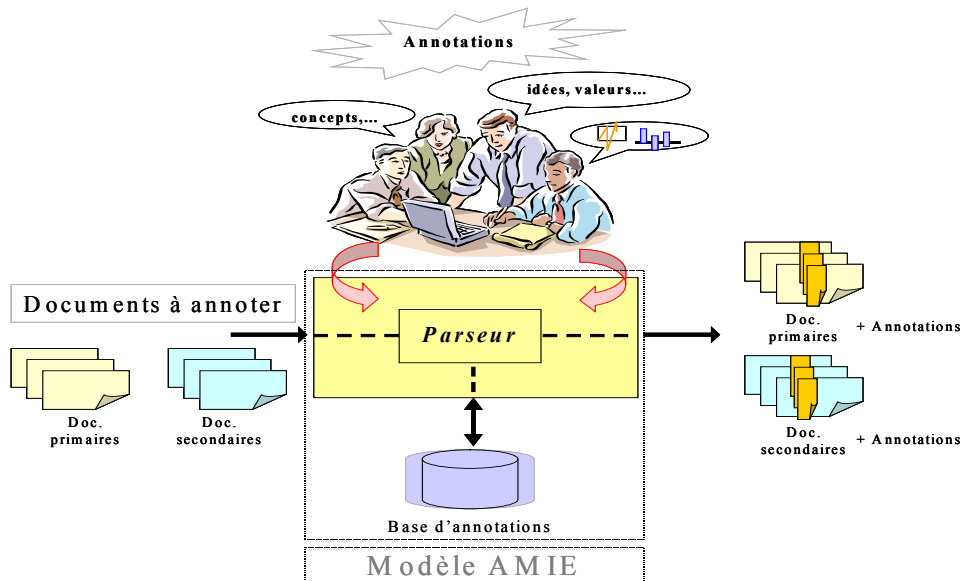 Annotations
idées, valeurs...
concepts,...
Documents à annoter
Parseur
Doc.
primaires
+ Annotations
Doc.
primaires
Doc.
secondaires
Doc.
secondaires
+ Annotations
Base d'annotations
Modèle AMIE